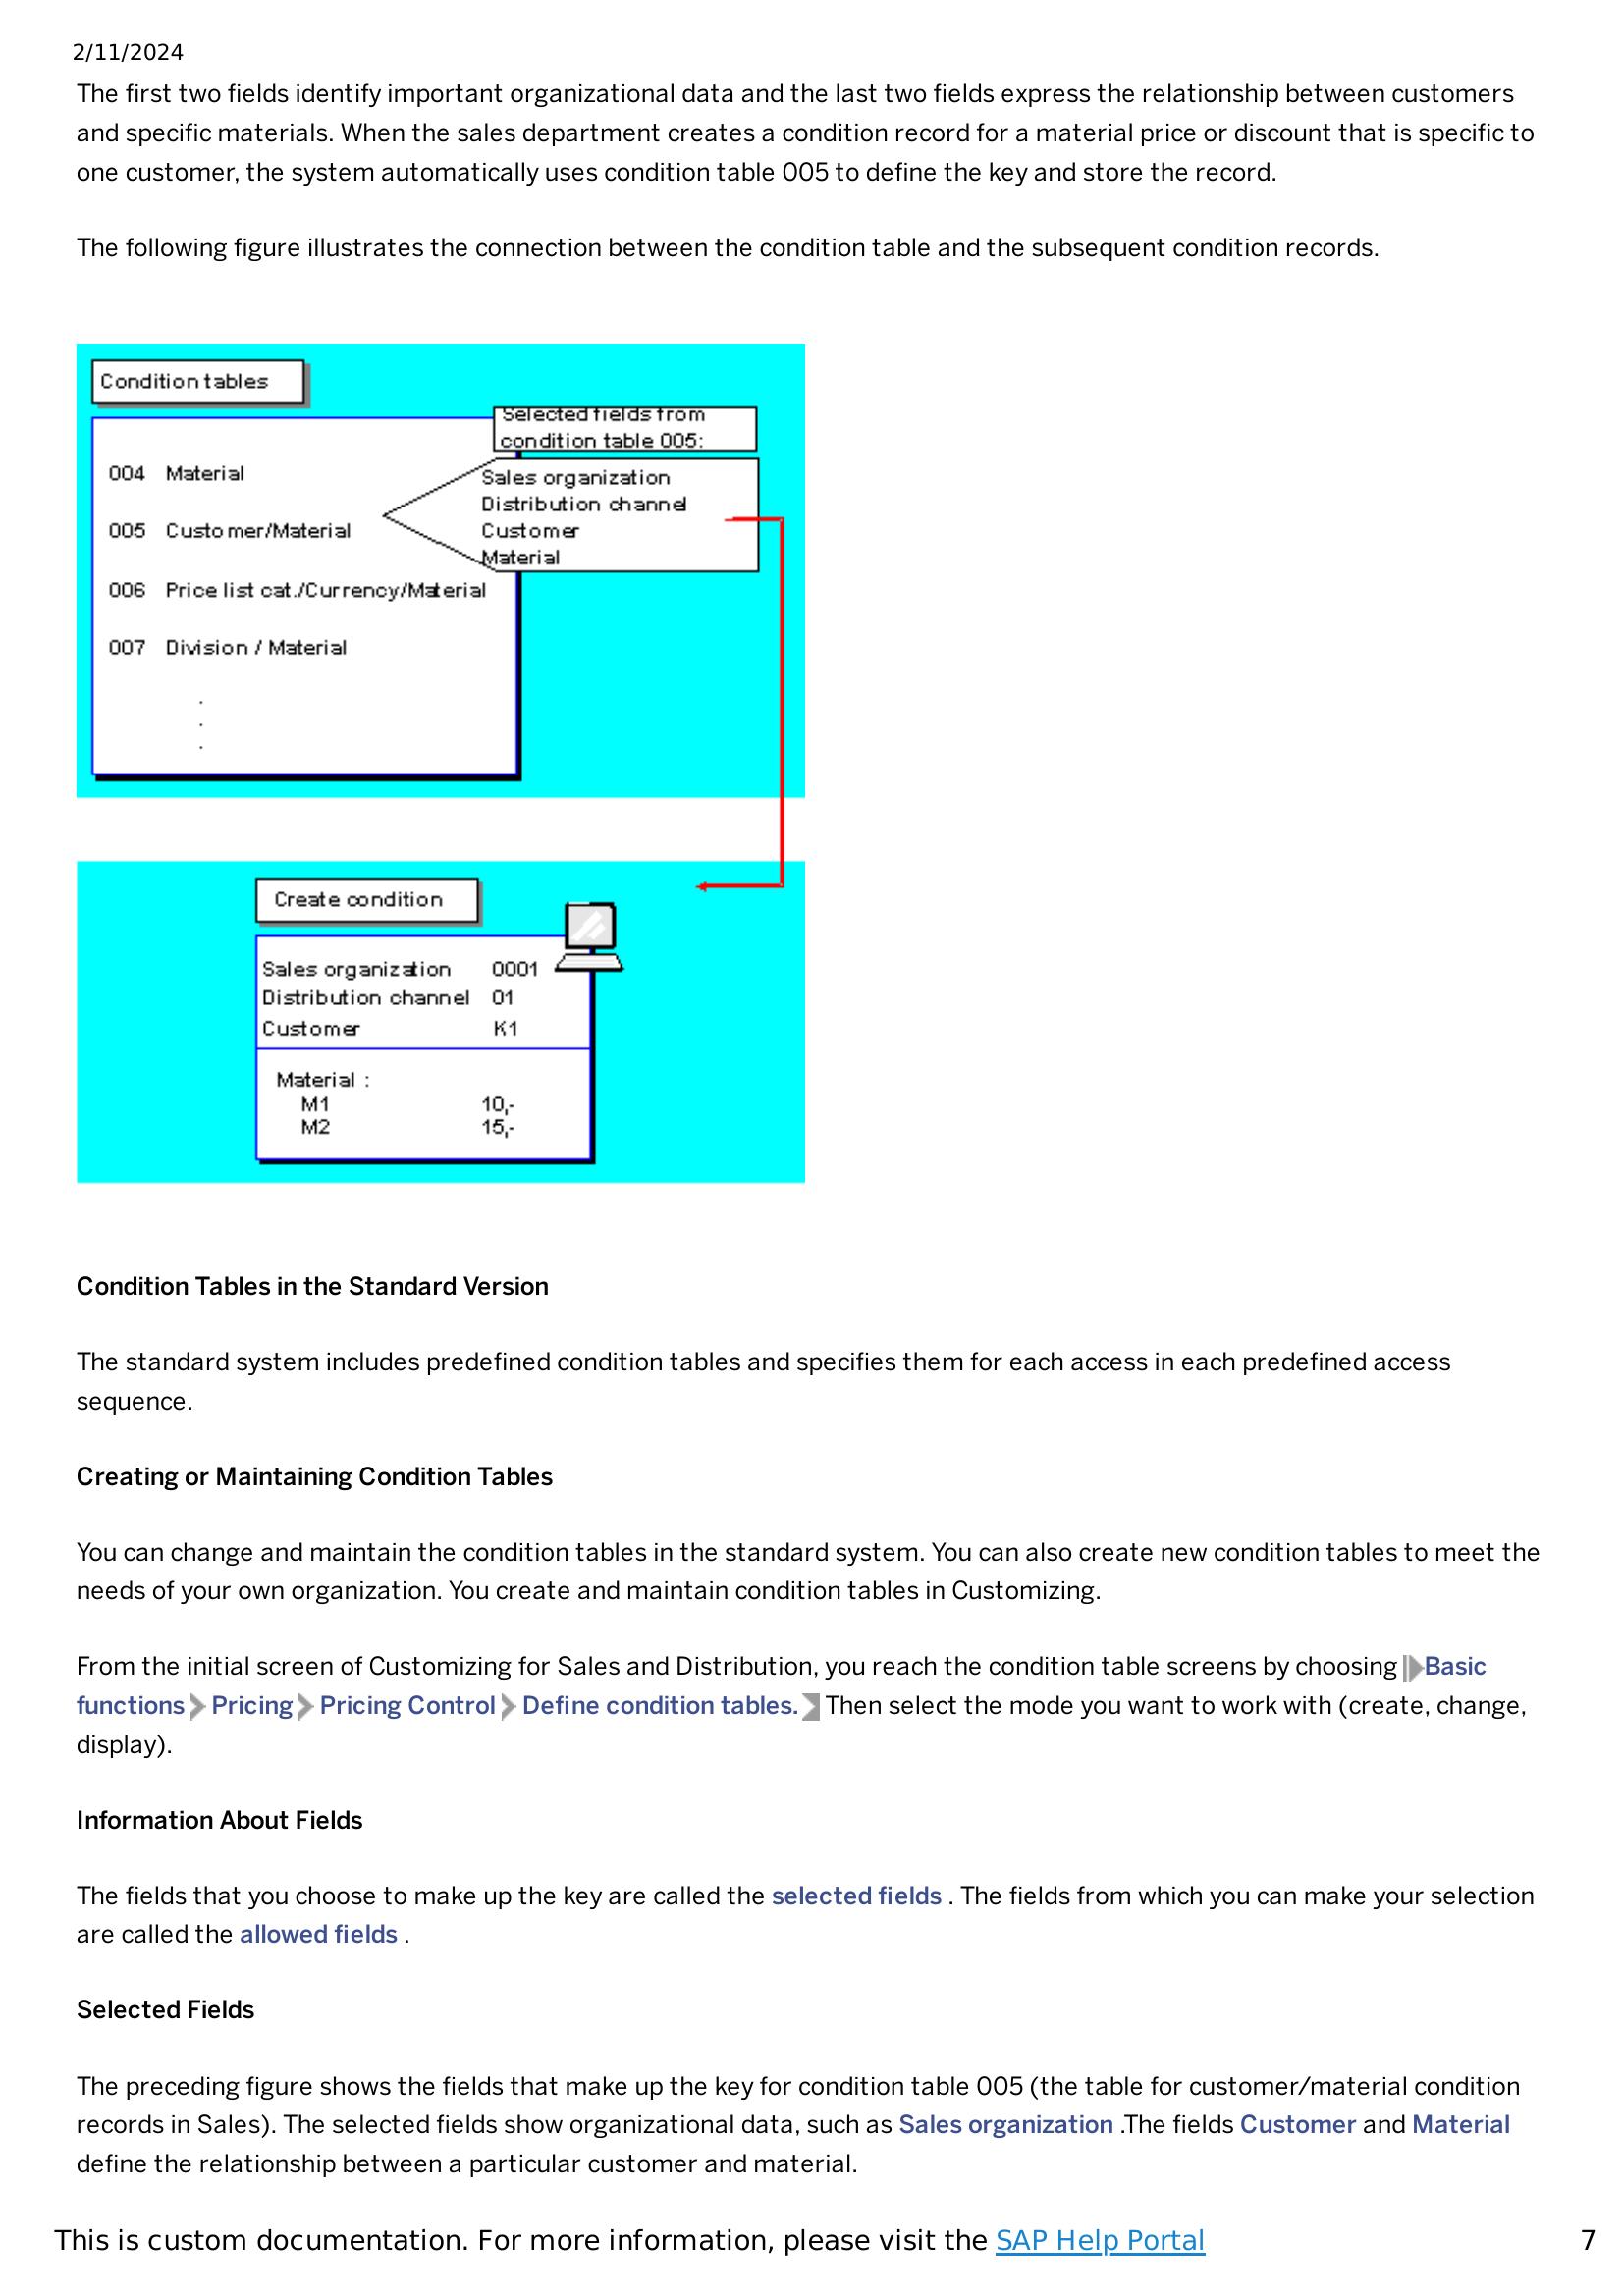 2/11/2024
The first two fields identify important organizational data and the last two fields express the relationship between customers
and specific materials. When the sales department creates a condition record for a material price or discount that is specific to
one customer, the system automatically uses condition table 005 to define the key and store the record.
The following figure illustrates the connection between the condition table and the subsequent condition records.
Condition tables
Selected fields from
condition table 005:
004 Material
005 Customer/Material
006 Price list cat./Currency/Material
007 Division / Material
.
.
.
Sales organization
Distribution channel
Customer
Material
Create condition
Sales organization 0001
Distribution channel 01
Customer K1
Material :
M1 10,-
M2 15,-
Condition Tables in the Standard Version
The standard system includes predefined condition tables and specifies them for each access in each predefined access
sequence.
Creating or Maintaining Condition Tables
You can change and maintain the condition tables in the standard system. You can also create new condition tables to meet the
needs of your own organization. You create and maintain condition tables in Customizing.
From the initial screen of Customizing for Sales and Distribution, you reach the condition table screens by choosing Basic
functions Pricing Pricing Control Define condition tables. Then select the mode you want to work with (create, change,
display).
Information About Fields
The fields that you choose to make up the key are called the selected fields . The fields from which you can make your selection
are called the allowed fields .
Selected Fields
The preceding figure shows the fields that make up the key for condition table 005 (the table for customer/material condition
records in Sales). The selected fields show organizational data, such as Sales organization .The fields Customer and Material
define the relationship between a particular customer and material.
This is custom documentation. For more information, please visit the SAP Help Portal 7